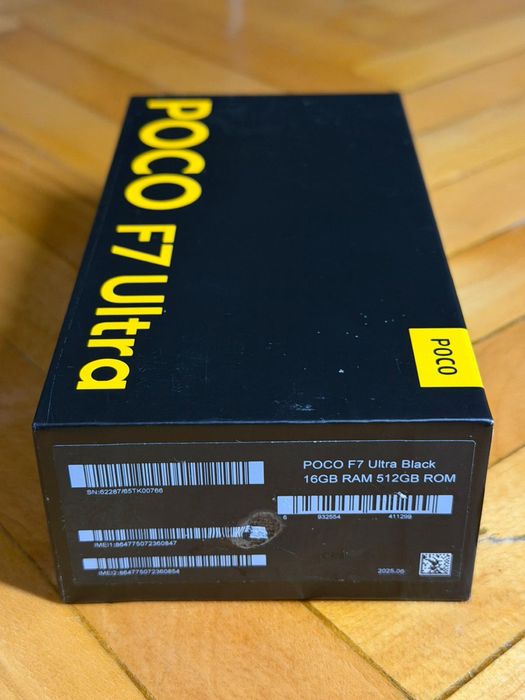 POCO F7 Ultra
POCO
POCO F7 Ultra Black
16GB RAM 512GB ROM
SN:62287/65TK00766
6 932554 411299
IMEI1:864775072360847
IMEI2:864775072360854
2025.06